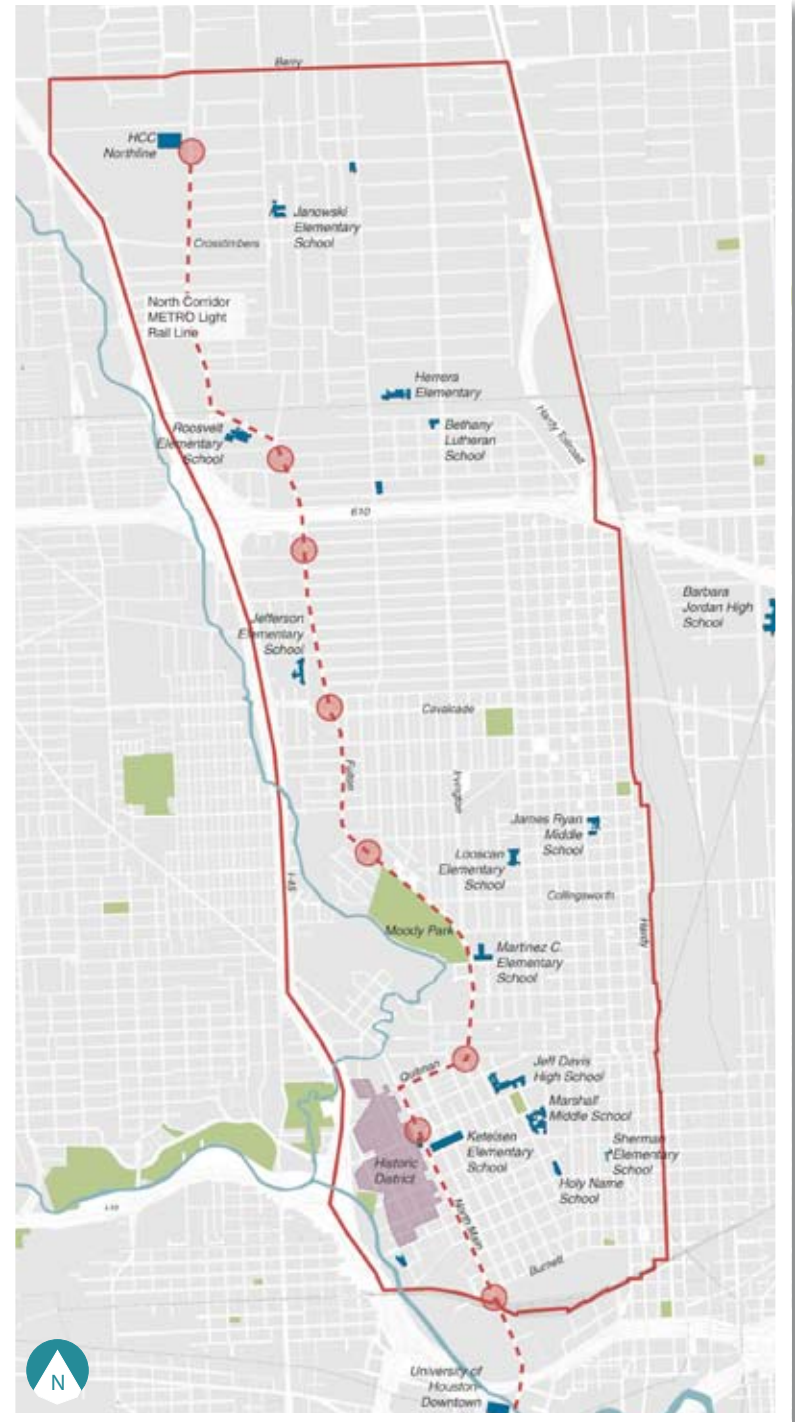 Berry
HCC
Northline
Janowski
Elementary
School
Crosstimbers
North Corridor
METRO Light
Rail Line
Herrera
Elementary
Roosvelt
Elementary
School
Bethany
Lutheran
School
Hardy Tollroad
610
Barbara
Jordan High
School
Jefferson
Elementary
School
Cavalcade
Fulton
Irvington
James Ryan
Middle
School
Looscan
Elementary
School
I-45
Collingsworth
Moody Park
Hardy
Martinez C.
Elementary
School
Quitman
Jeff Davis
High School
Marshall
Middle School
Ketelsen
Elementary
School
Sherman
Elementary
School
Historic
District
Holy Name
School
I-10
North Main
Burnett
University of
Houston-
Downtown
N